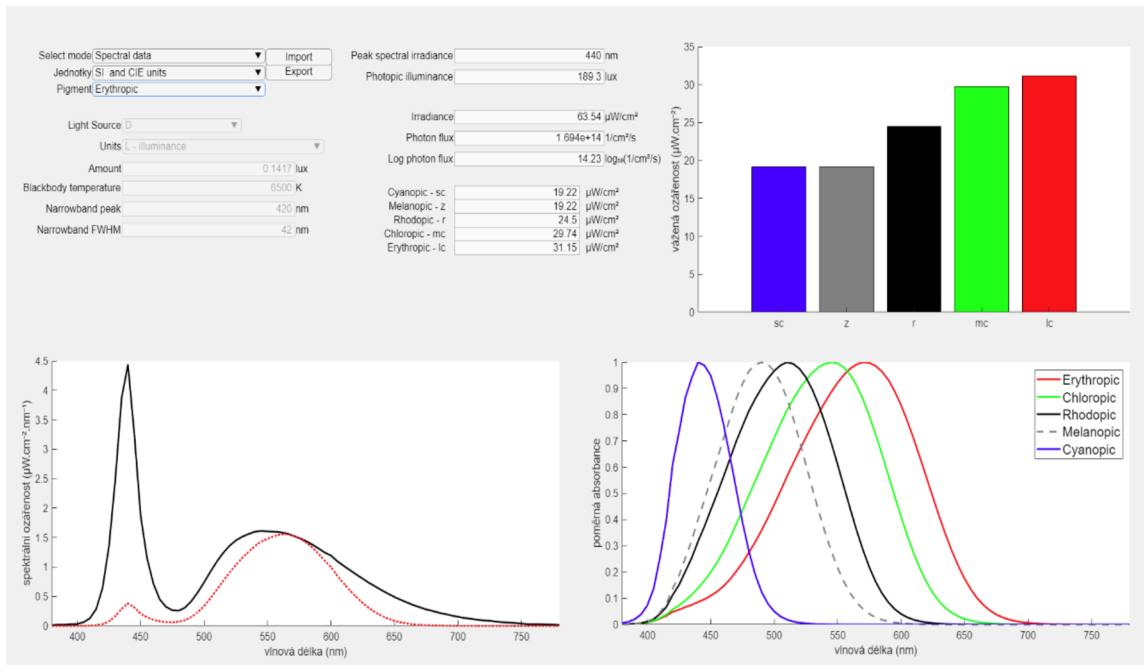 Select mode Spectral data Import
Jednotky SI and CIE units Export
Pigment Erythropic
Light Source D
Units L - illuminance
Amount 0.1417 lux
Blackbody temperature 6500 K
Narrowband peak 420 nm
Narrowband FWHM 42 nm
Peak spectral irradiance 440 nm
Photopic illuminance 189.3 lux
Irradiance 63.54 µW/cm²
Photon flux 1.694e+14 1/cm²/s
Log photon flux 14.23 log₁₀(1/cm²/s)
Cyanopic - sc 19.22 µW/cm²
Melanopic - z 19.22 µW/cm²
Rhodopic - r 24.5 µW/cm²
Chloropic - mc 29.74 µW/cm²
Erythropic - lc 31.15 µW/cm²
vážená ozářenost (µW.cm⁻²)
35
30
25
20
15
10
5
0
sc z r mc lc
spektrální ozářenost (µW.cm⁻².nm⁻¹)
4.5
4
3.5
3
2.5
2
1.5
1
0.5
0
400 450 500 550 600 650 700 750
vlnová délka (nm)
poměrná absorbance
1
0.9
0.8
0.7
0.6
0.5
0.4
0.3
0.2
0.1
0
400 450 500 550 600 650 700 750
vlnová délka (nm)
Erythropic
Chloropic
Rhodopic
Melanopic
Cyanopic